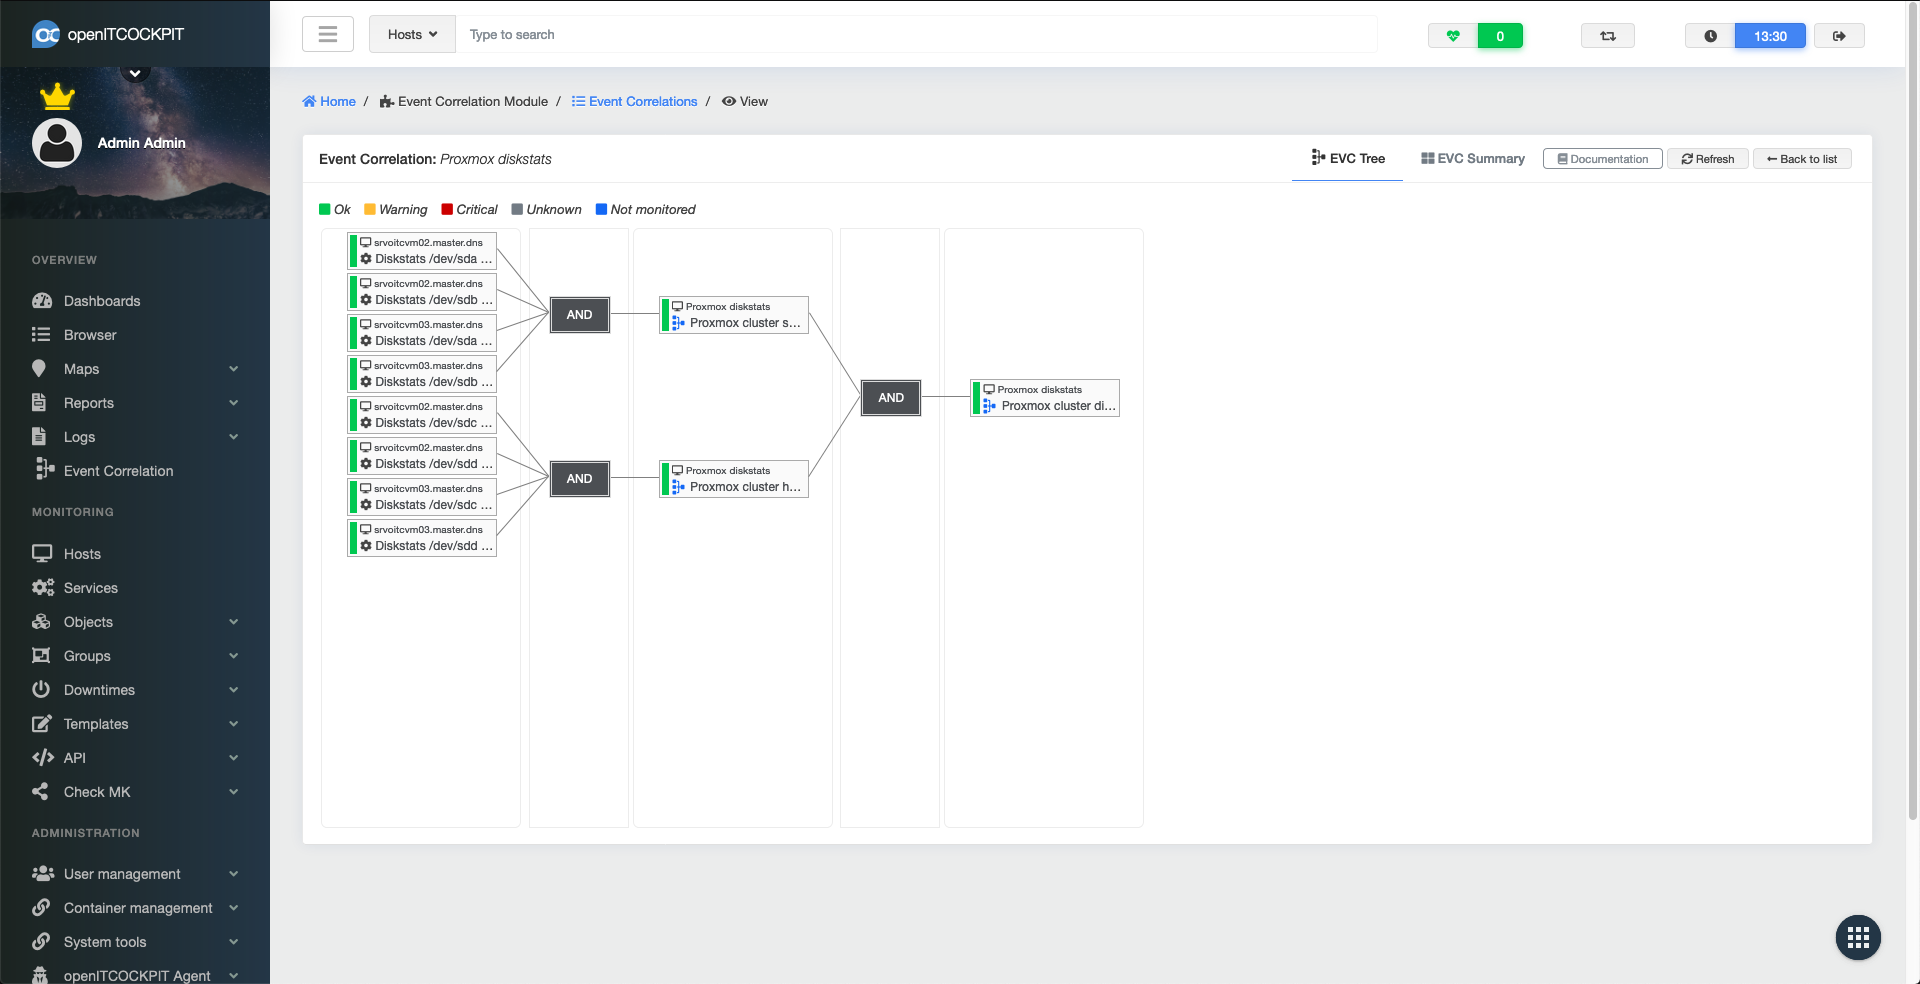 openITCOCKPIT
Hosts
Type to search
0
13:30
Admin Admin
Home / Event Correlation Module / Event Correlations / View
Event Correlation: Proxmox diskstats
EVC Tree
EVC Summary
Documentation
Refresh
Back to list
Ok Warning Critical Unknown Not monitored
srvoitcvm02.master.dns
Diskstats /dev/sda ...
srvoitcvm02.master.dns
Diskstats /dev/sdb ...
srvoitcvm03.master.dns
Diskstats /dev/sda ...
srvoitcvm03.master.dns
Diskstats /dev/sdb ...
srvoitcvm02.master.dns
Diskstats /dev/sdc ...
srvoitcvm02.master.dns
Diskstats /dev/sdd ...
srvoitcvm03.master.dns
Diskstats /dev/sdc ...
srvoitcvm03.master.dns
Diskstats /dev/sdd ...
AND
AND
Proxmox diskstats
Proxmox cluster s...
Proxmox diskstats
Proxmox cluster h...
AND
Proxmox diskstats
Proxmox cluster di...
OVERVIEW
Dashboards
Browser
Maps
Reports
Logs
Event Correlation
MONITORING
Hosts
Services
Objects
Groups
Downtimes
Templates
API
Check MK
ADMINISTRATION
User management
Container management
System tools
openITCOCKPIT Agent